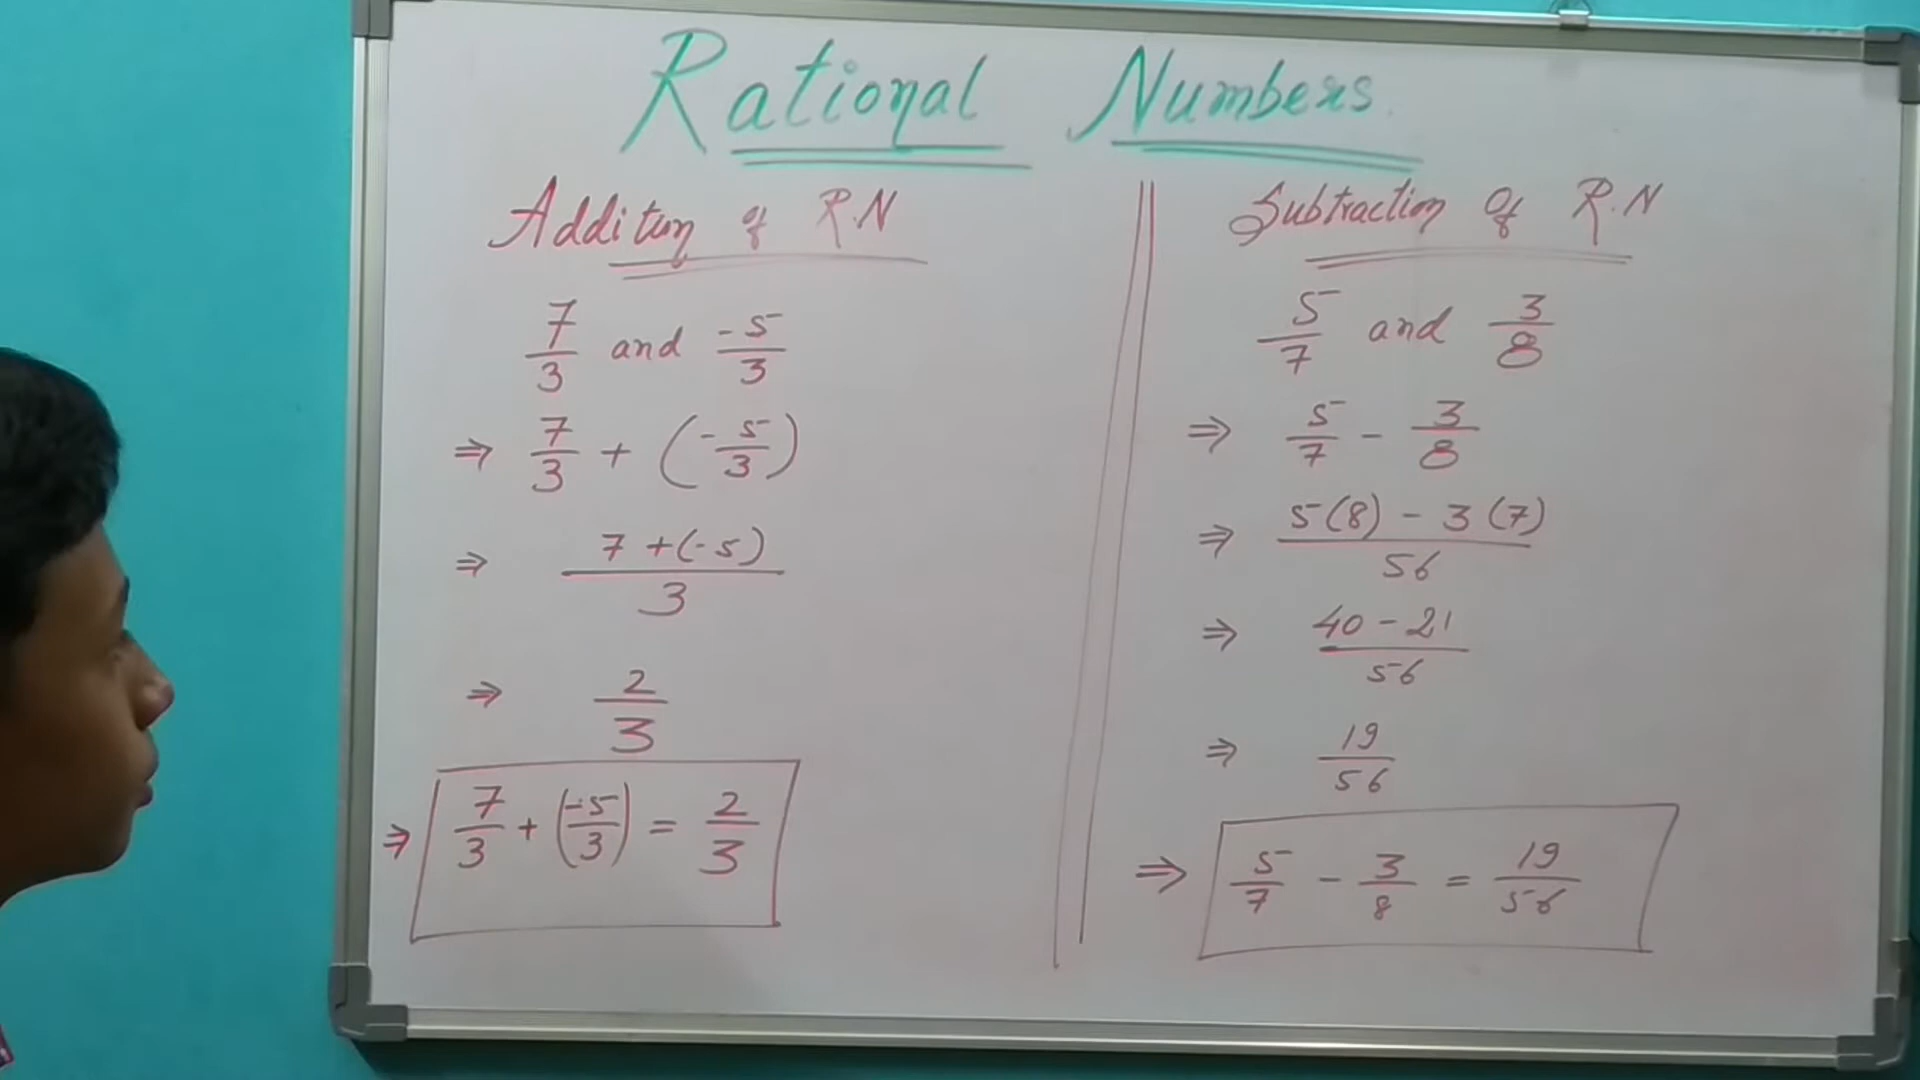 Rational Numbers.
Addition of R.N
7/3 and -5/3
⇒ 7/3 + (-5/3)
⇒ 7+(-5)/3
⇒ 2/3
⇒ 7/3 + (-5/3) = 2/3
Subtraction of R.N
5/7 and 3/8
⇒ 5/7 - 3/8
⇒ 5(8) - 3(7)/56
⇒ 40-21/56
⇒ 19/56
⇒ 5/7 - 3/8 = 19/56